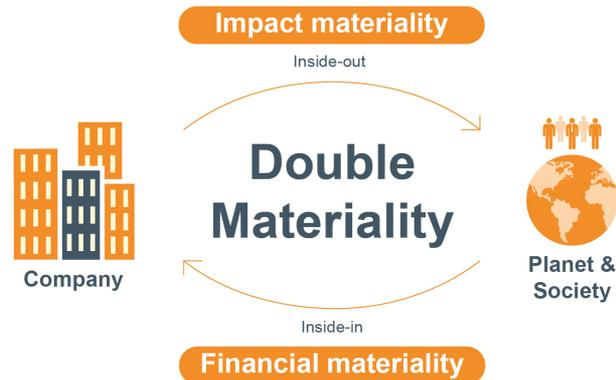 Impact materiality
Inside-out
Double
Materiality
Company
Planet &
Society
Inside-in
Financial materiality